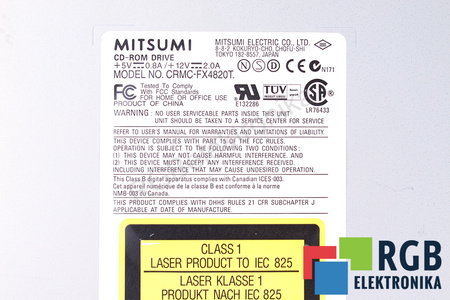 MITSUMI
MITSUMI ELECTRIC CO., LTD.
8-8-2 KOKURYO-CHO, CHOFU-SHI
TOKYO 182-8557, JAPAN
CD-ROM DRIVE
+5V⎓0.8A / +12V⎓2.0A
MODEL NO. CRMC-FX4820T.
N171
FC
Tested To Comply
With FCC Standards
FOR HOME OR OFFICE USE
PRODUCT
E132286
TÜV
LR76433
WARNING : NO USER SERVICEABLE PARTS INSIDE THIS UNIT
UNIT SHOULD BE TAKEN TO A SERVICE CENTER FOR SERVICE
REFER TO USER'S MANUAL FOR WARRANTIES AND LIMITATIONS OF LIABILITY.
THIS DEVICE COMPLIES WITH PART 15 OF THE FCC RULES.
OPERATION IS SUBJECT TO THE FOLLOWING TWO CONDITIONS:
(1) THIS DEVICE MAY NOT CAUSE HARMFUL INTERFERENCE, AND
(2) THIS DEVICE MUST ACCEPT ANY INTERFERENCE RECEIVED,
INCLUDING INTERFERENCE THAT MAY CAUSE UNDESIRED OPERATION.
This Class B digital apparatus complies with Canadian ICES 003.
Cet appareil numérique de la classe B est conforme à la norme
NMB-003 du Canada.
THIS PRODUCT COMPLIES WITH DHHS RULES 21 CFR SUBCHAPTER J
APPLICABLE AT DATE OF MANUFACTURE.
CLASS 1
LASER PRODUCT TO IEC 825
LASER KLASSE 1
PRODUKT NACH IEC 825
RGB
ELEKTRONIKA